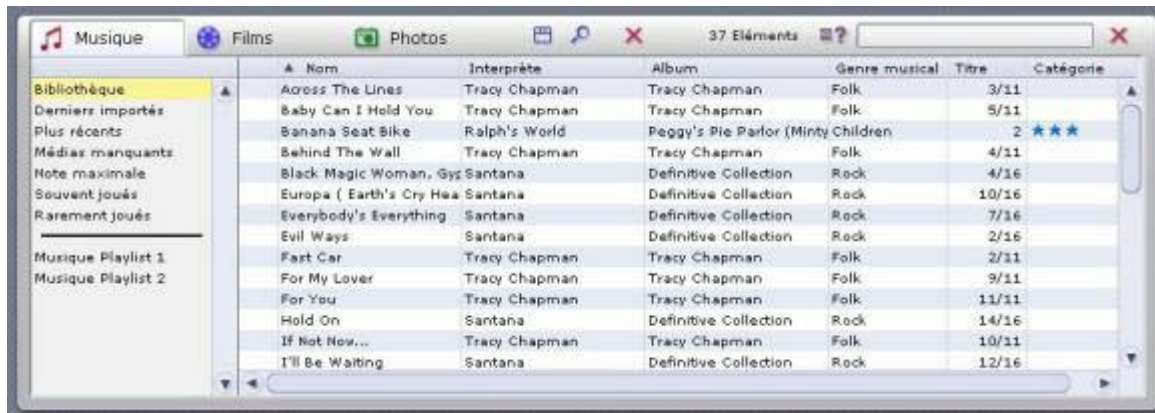 Musique Films Photos 37 Eléments ?
Nom Interprète Album Genre musical Titre Catégorie
Bibliothèque
Derniers importés
Plus récents
Médias manquants
Note maximale
Souvent joués
Rarement joués
Musique Playlist 1
Musique Playlist 2
Across The Lines Tracy Chapman Tracy Chapman Folk 3/11
Baby Can I Hold You Tracy Chapman Tracy Chapman Folk 5/11
Banana Seat Bike Ralph's World Peggy's Pie Parlor (Minty Children 2
Behind The Wall Tracy Chapman Tracy Chapman Folk 4/11
Black Magic Woman, Gyp Santana Definitive Collection Rock 4/16
Europa ( Earth's Cry Hea Santana Definitive Collection Rock 10/16
Everybody's Everything Santana Definitive Collection Rock 7/16
Evil Ways Santana Definitive Collection Rock 2/16
Fast Car Tracy Chapman Tracy Chapman Folk 2/11
For My Lover Tracy Chapman Tracy Chapman Folk 9/11
For You Tracy Chapman Tracy Chapman Folk 11/11
Hold On Santana Definitive Collection Rock 14/16
If Not Now... Tracy Chapman Tracy Chapman Folk 10/11
I'll Be Waiting Santana Definitive Collection Rock 12/16